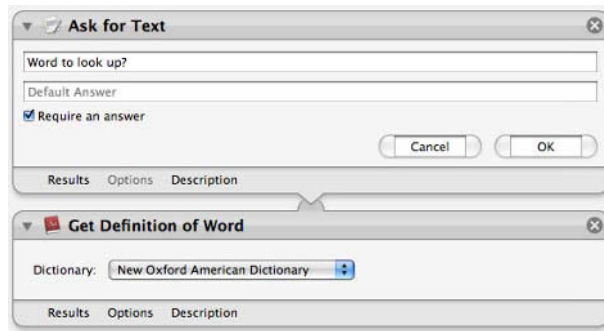 Ask for Text
Word to look up?
Default Answer
Require an answer
Cancel OK
Results Options Description
Get Definition of Word
Dictionary: New Oxford American Dictionary
Results Options Description